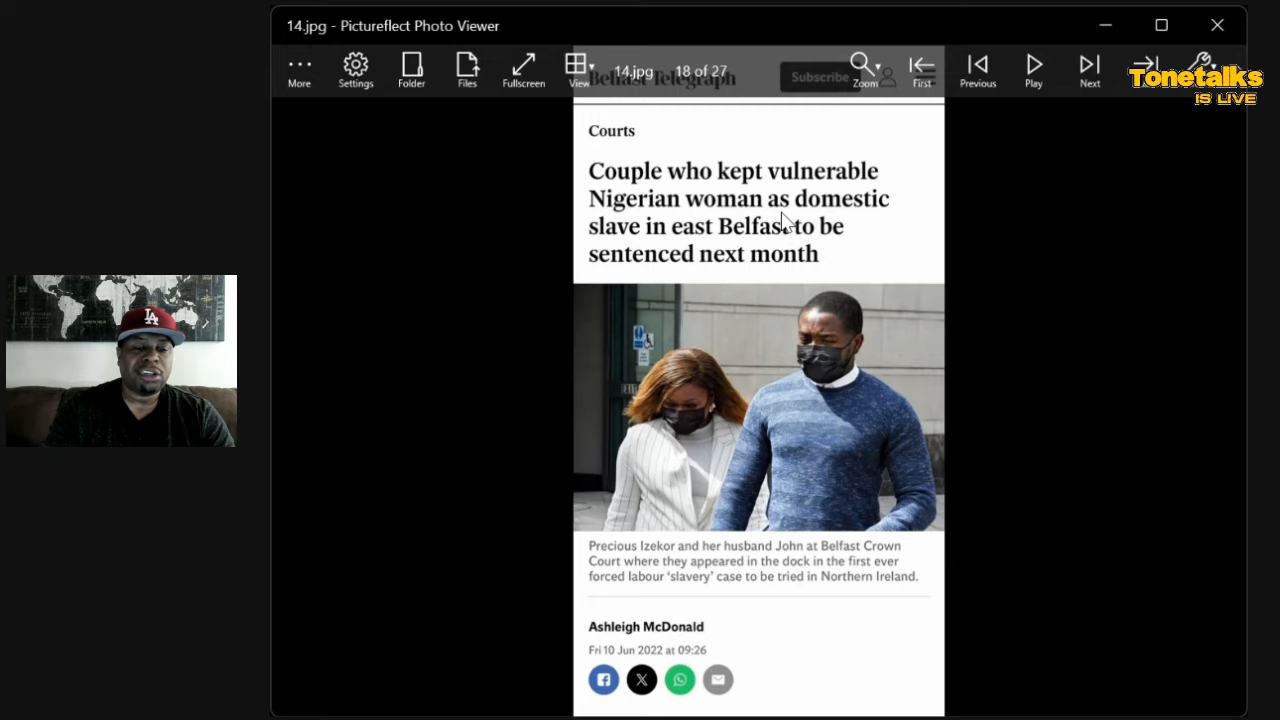 14.jpg - Pictureflect Photo Viewer
More
Settings
Folder
Files
Fullscreen
View
14.jpg
18 of 27
Zoom
First
Previous
Play
Next
Tonetalks
IS LIVE
Belfast Telegraph
Subscribe
Courts
Couple who kept vulnerable
Nigerian woman as domestic
slave in east Belfast to be
sentenced next month
LA
Precious Izekor and her husband John at Belfast Crown
Court where they appeared in the dock in the first ever
forced labour ‘slavery’ case to be tried in Northern Ireland.
Ashleigh McDonald
Fri 10 Jun 2022 at 09:26